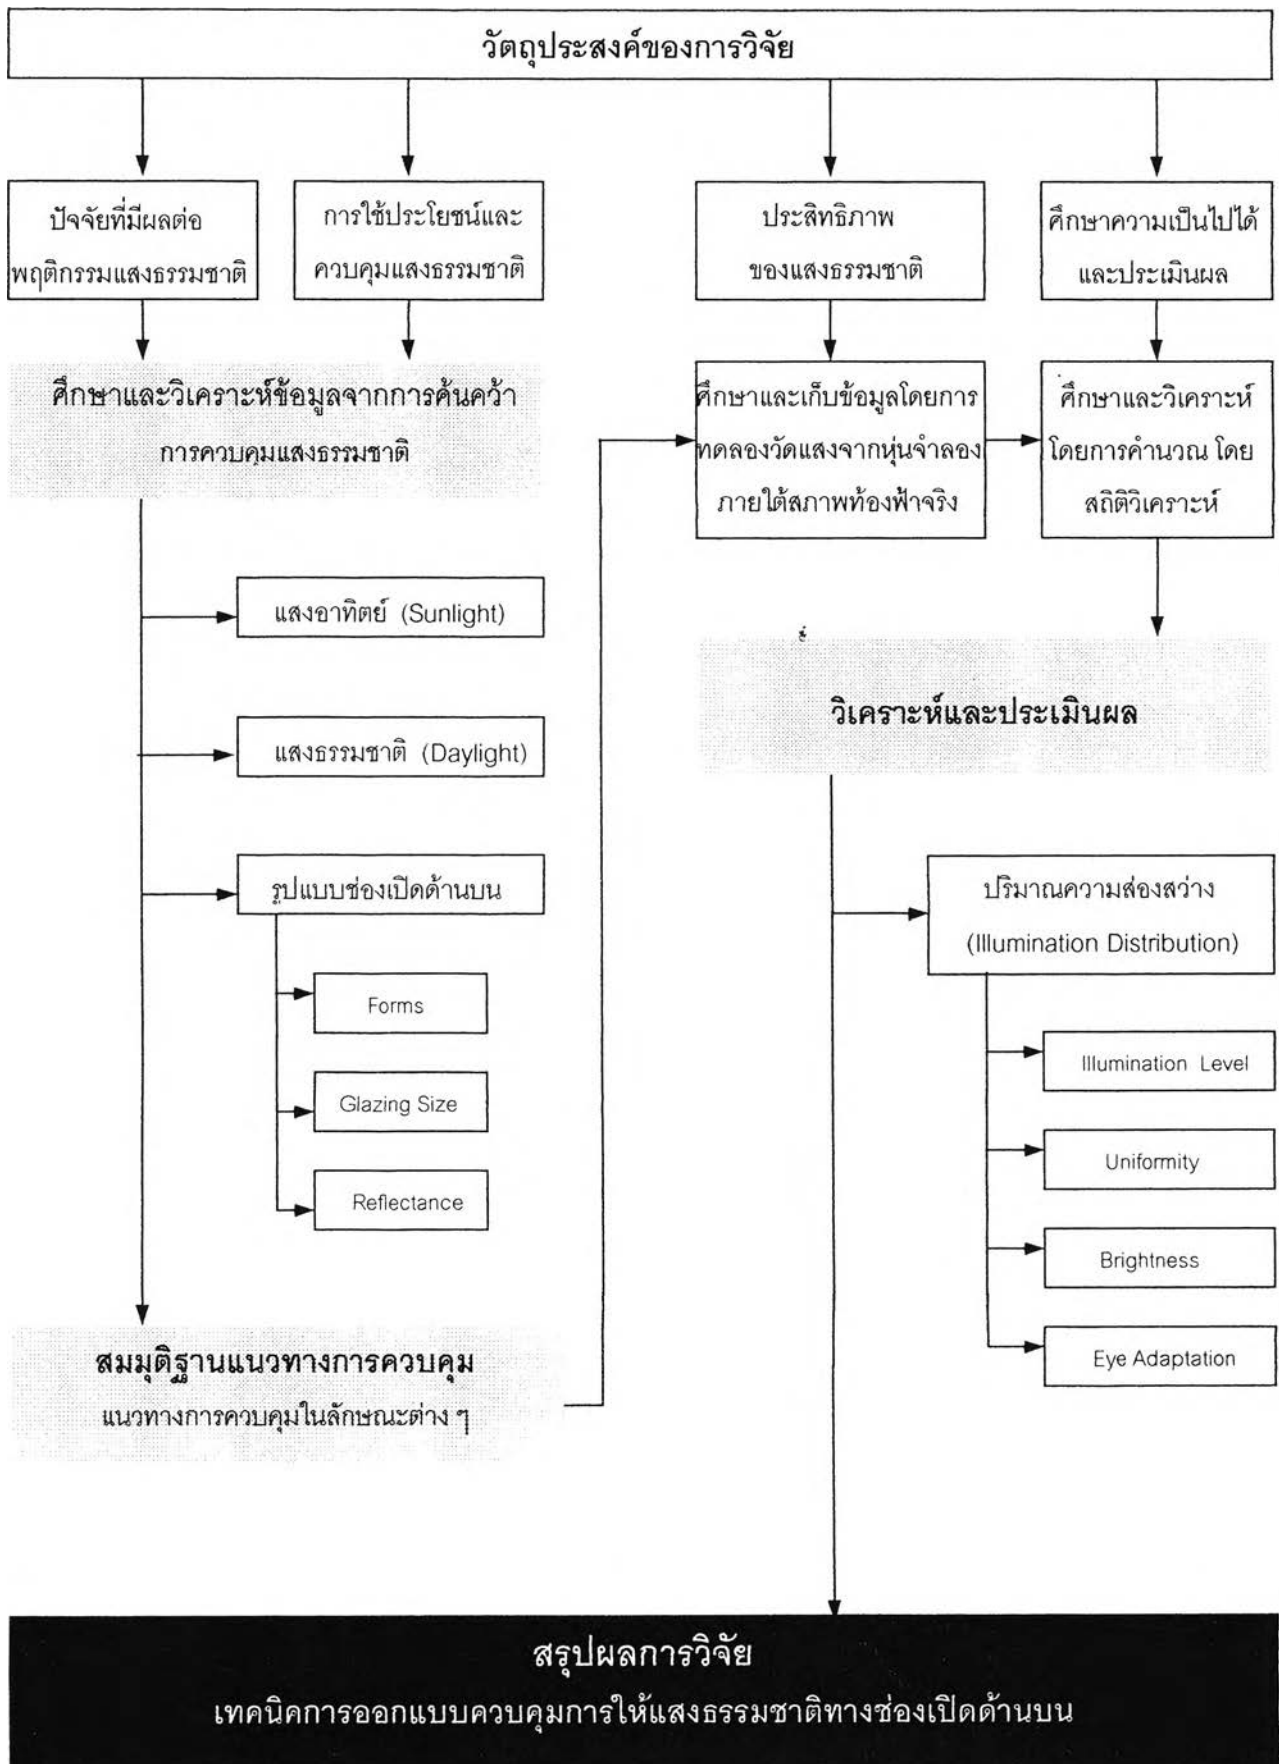 วัตถุประสงค์ของการวิจัย
ปัจจัยที่มีผลต่อ
พฤติกรรมแสงธรรมชาติ
การใช้ประโยชน์และ
ควบคุมแสงธรรมชาติ
ประสิทธิภาพ
ของแสงธรรมชาติ
ศึกษาความเป็นไปได้
และประเมินผล
ศึกษาและวิเคราะห์ข้อมูลจากการค้นคว้า
การควบคุมแสงธรรมชาติ
ศึกษาและเก็บข้อมูลโดยการ
ทดลองวัดแสงจากหุ่นจำลอง
ภายใต้สภาพท้องฟ้าจริง
ศึกษาและวิเคราะห์
โดยการคำนวณ โดย
สถิติวิเคราะห์
แสงอาทิตย์ (Sunlight)
แสงธรรมชาติ (Daylight)
รูปแบบช่องเปิดด้านบน
Forms
Glazing Size
Reflectance
สมมุติฐานแนวทางการควบคุม
แนวทางการควบคุมในลักษณะต่าง ๆ
วิเคราะห์และประเมินผล
ปริมาณความส่องสว่าง
(Illumination Distribution)
Illumination Level
Uniformity
Brightness
Eye Adaptation
สรุปผลการวิจัย
เทคนิคการออกแบบควบคุมการให้แสงธรรมชาติทางช่องเปิดด้านบน